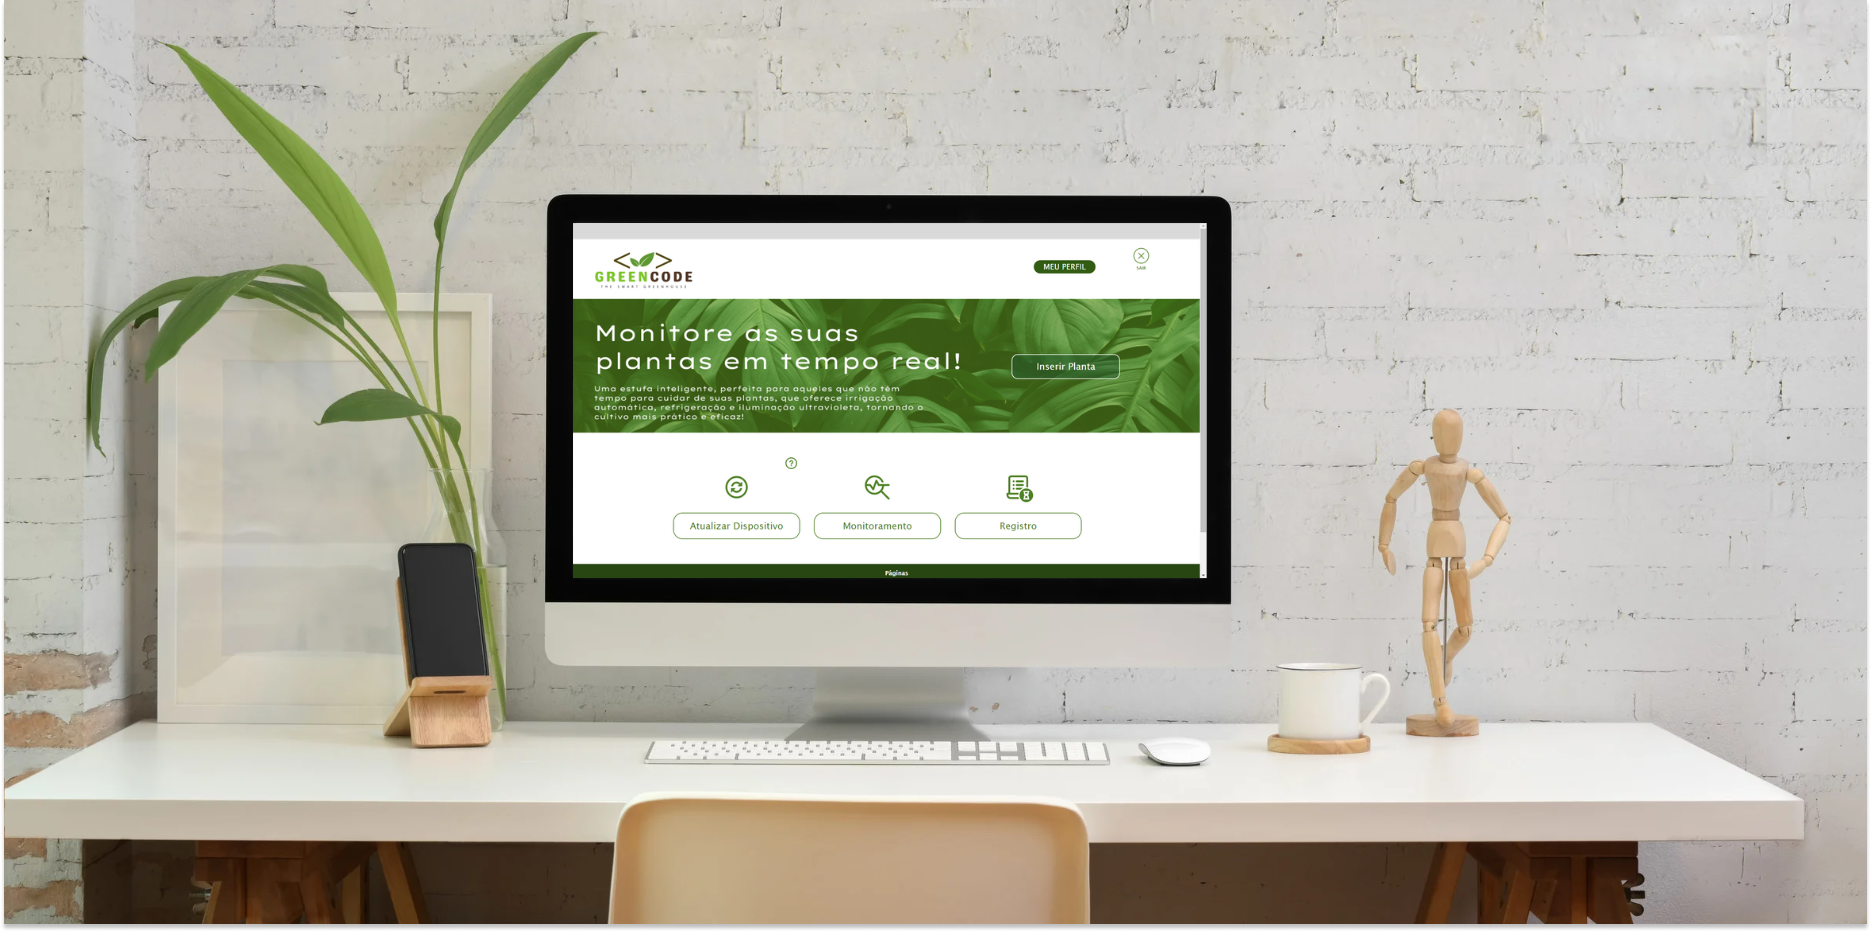 GREENCODE
THE SMART GREENHOUSE
MEU PERFIL
SAIR
Monitore as suas
plantas em tempo real!
Inserir Planta
Uma estufa inteligente, perfeita para aqueles que não têm
tempo para cuidar de suas plantas, que oferece irrigação
automática, refrigeração e iluminação ultravioleta, tornando o
cultivo mais prático e eficaz!
?
Atualizar Dispositivo
Monitoramento
Registro
Páginas